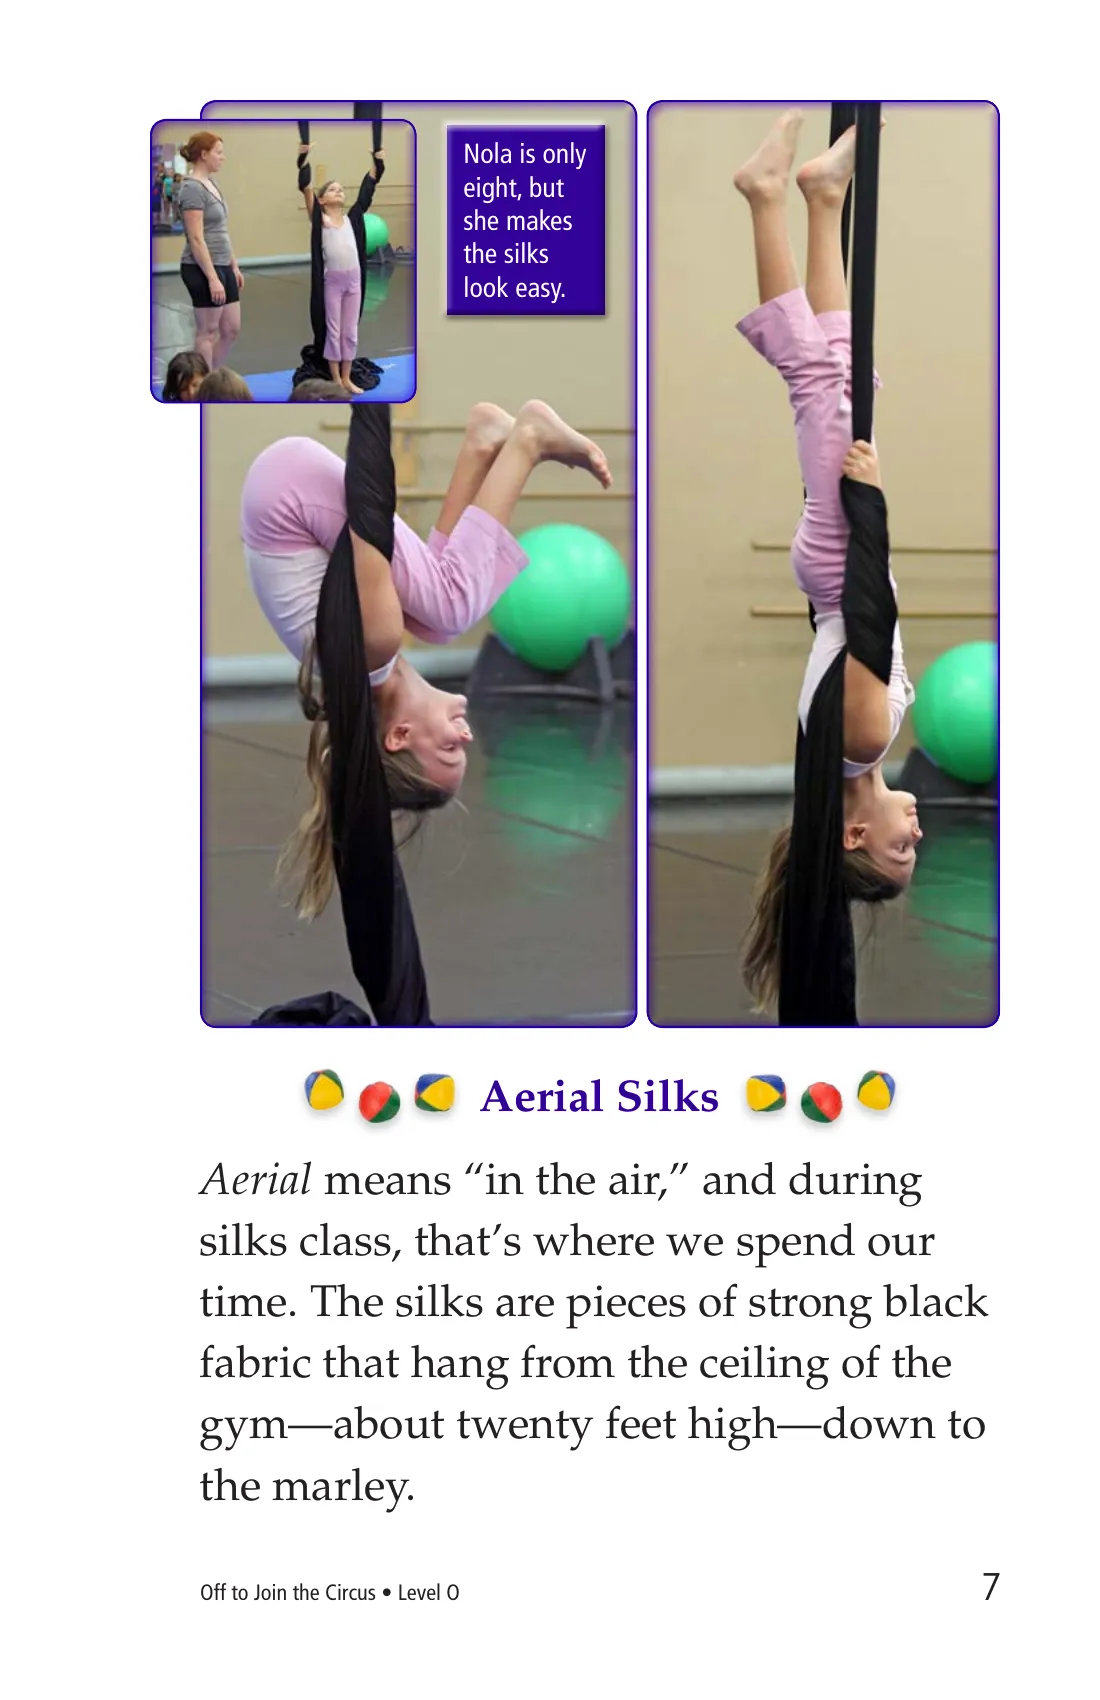 Nola is only
eight, but
she makes
the silks
look easy.
Aerial Silks
Aerial means “in the air,” and during
silks class, that’s where we spend our
time. The silks are pieces of strong black
fabric that hang from the ceiling of the
gym—about twenty feet high—down to
the marley.
Off to Join the Circus • Level O
7